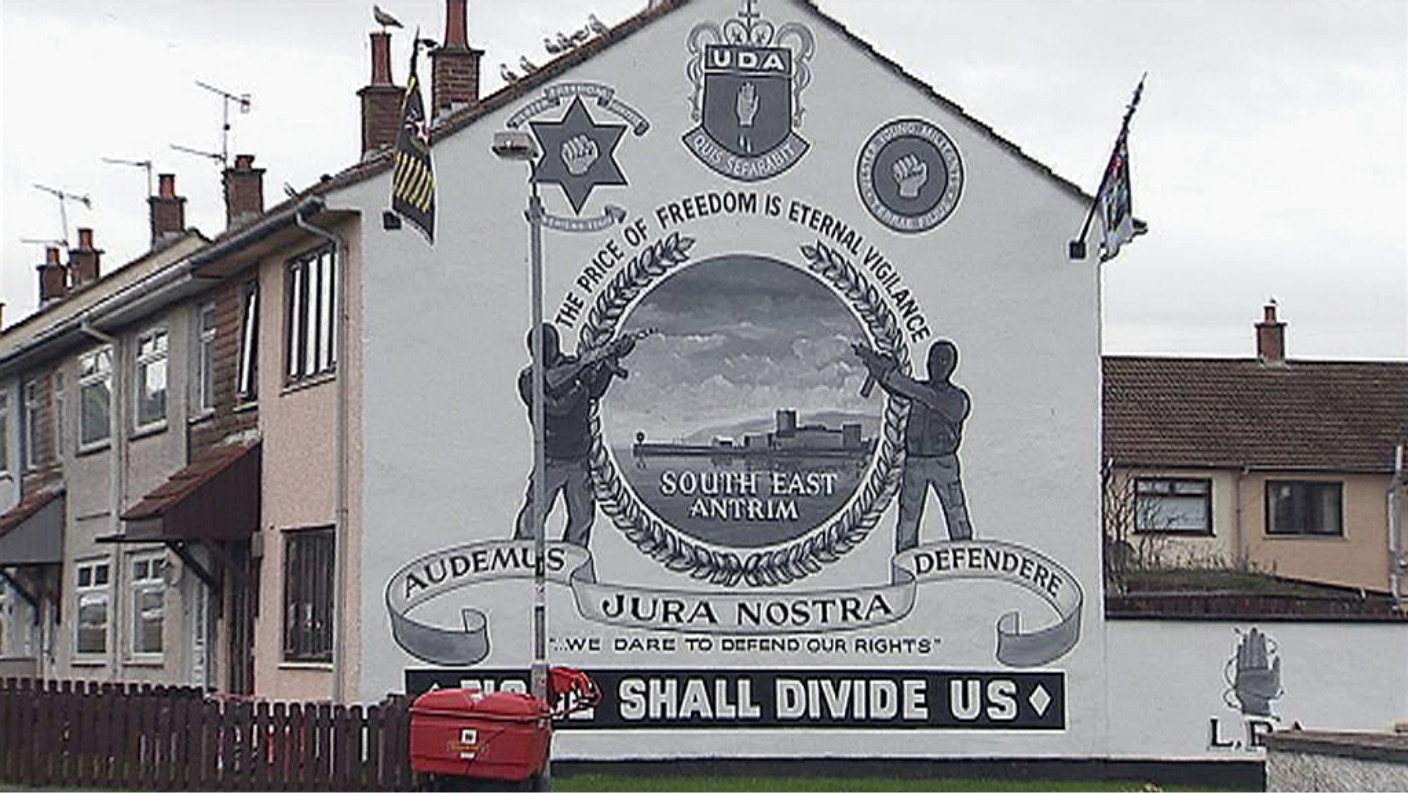 UDA
QUIS SEPARABIT
THE PRICE OF FREEDOM IS ETERNAL VIGILANCE
SOUTH EAST
ANTRIM
AUDEMUS
JURA NOSTRA
DEFENDERE
"...WE DARE TO DEFEND OUR RIGHTS"
SHALL DIVIDE US